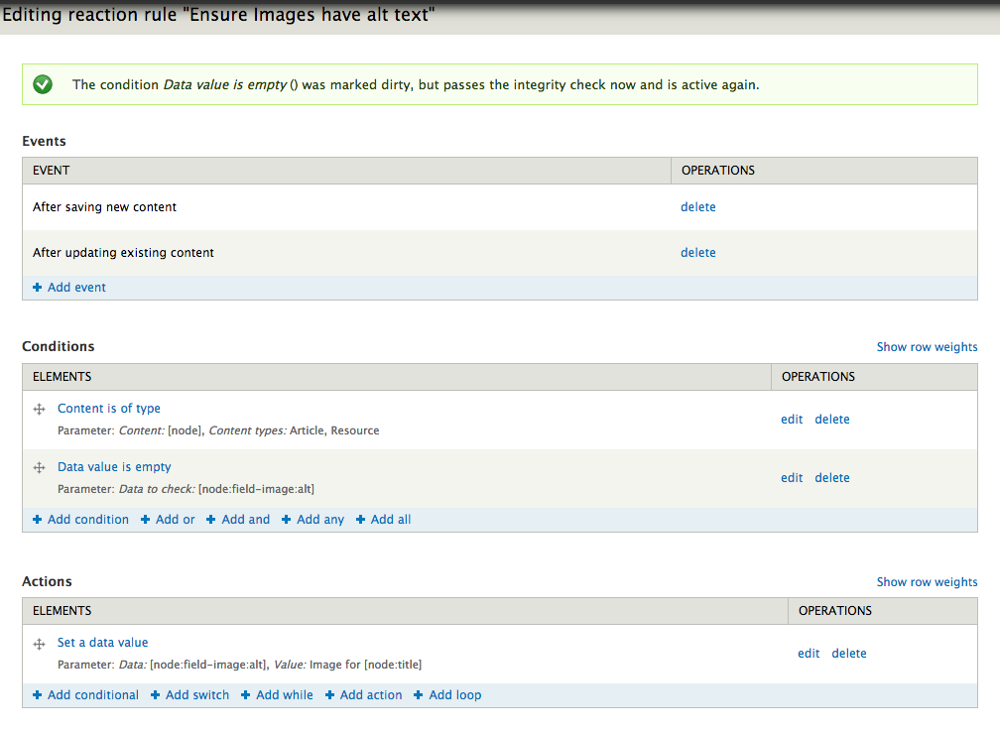 Editing reaction rule "Ensure Images have alt text"
The condition Data value is empty () was marked dirty, but passes the integrity check now and is active again.
Events
EVENT OPERATIONS
After saving new content delete
After updating existing content delete
Add event
Conditions Show row weights
ELEMENTS OPERATIONS
Content is of type
edit delete
Parameter: Content: [node], Content types: Article, Resource
Data value is empty
edit delete
Parameter: Data to check: [node:field-image:alt]
Add condition Add or Add and Add any Add all
Actions Show row weights
ELEMENTS OPERATIONS
Set a data value
edit delete
Parameter: Data: [node:field-image:alt], Value: Image for [node:title]
Add conditional Add switch Add while Add action Add loop